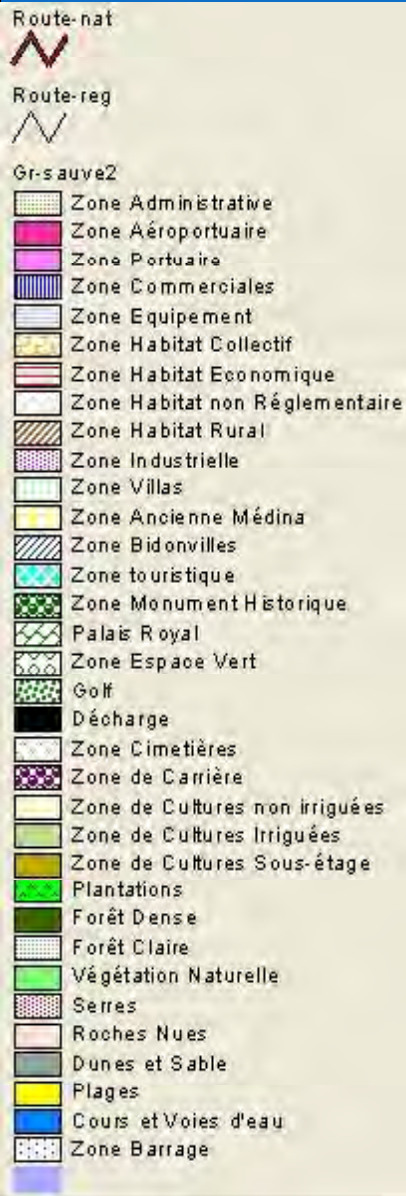 Route-nat
Route-reg
Gr-sauve2
Zone Administrative
Zone Aéroportuaire
Zone Portuaire
Zone Commerciales
Zone Equipement
Zone Habitat Collectif
Zone Habitat Economique
Zone Habitat non Réglementaire
Zone Habitat Rural
Zone Industrielle
Zone Villas
Zone Ancienne Médina
Zone Bidonvilles
Zone touristique
Zone Monument Historique
Palais Royal
Zone Espace Vert
Golf
Décharge
Zone Cimetières
Zone de Carrière
Zone de Cultures non irriguées
Zone de Cultures Irriguées
Zone de Cultures Sous-étage
Plantations
Forêt Dense
Forêt Claire
Végétation Naturelle
Serres
Roches Nues
Dunes et Sable
Plages
Cours et Voies d'eau
Zone Barrage